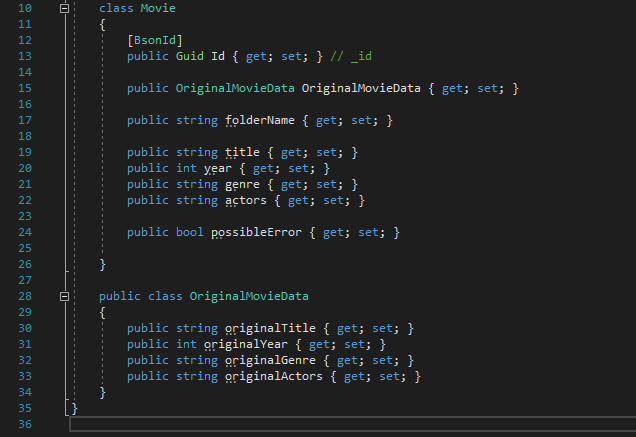 10 class Movie
11 {
12 [BsonId]
13 public Guid Id { get; set; } // _id
14
15 public OriginalMovieData OriginalMovieData { get; set; }
16
17 public string folderName { get; set; }
18
19 public string title { get; set; }
20 public int year { get; set; }
21 public string genre { get; set; }
22 public string actors { get; set; }
23
24 public bool possibleError { get; set; }
25
26 }
27
28 public class OriginalMovieData
29 {
30 public string originalTitle { get; set; }
31 public int originalYear { get; set; }
32 public string originalGenre { get; set; }
33 public string originalActors { get; set; }
34 }
35 }
36